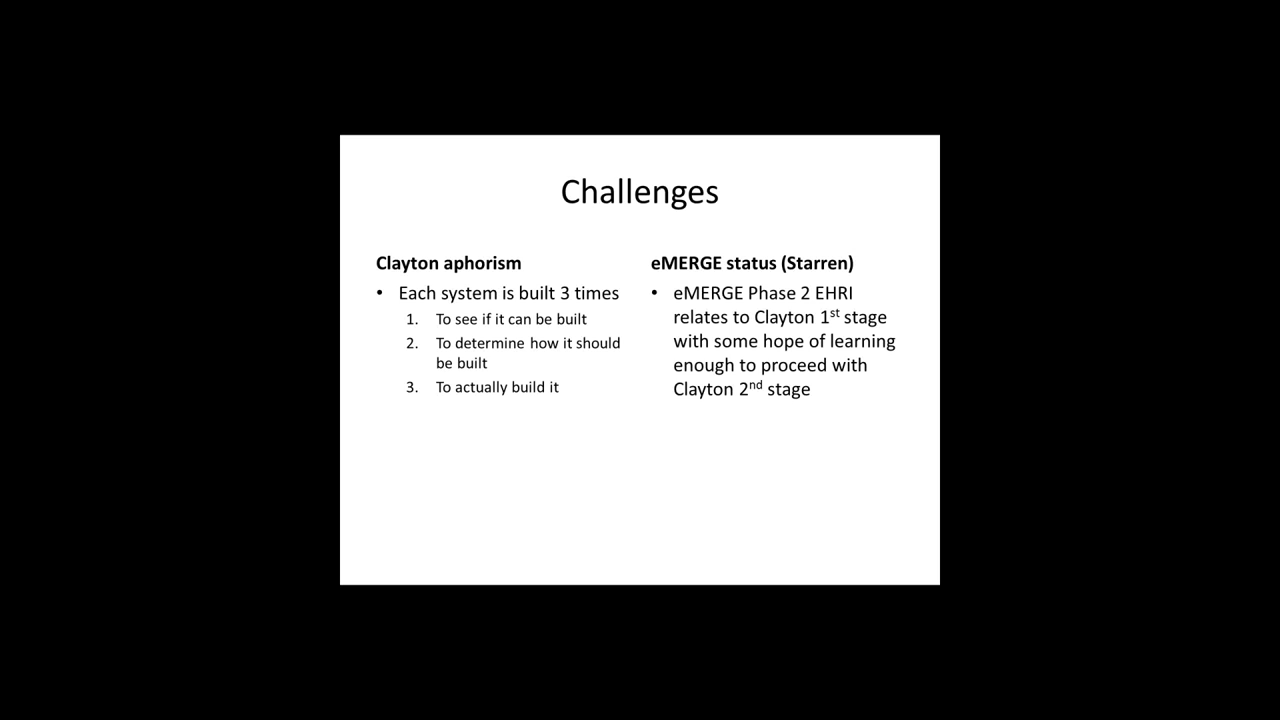 Challenges
Clayton aphorism
• Each system is built 3 times
1. To see if it can be built
2. To determine how it should
be built
3. To actually build it
eMERGE status (Starren)
• eMERGE Phase 2 EHRI
relates to Clayton 1st stage
with some hope of learning
enough to proceed with
Clayton 2nd stage